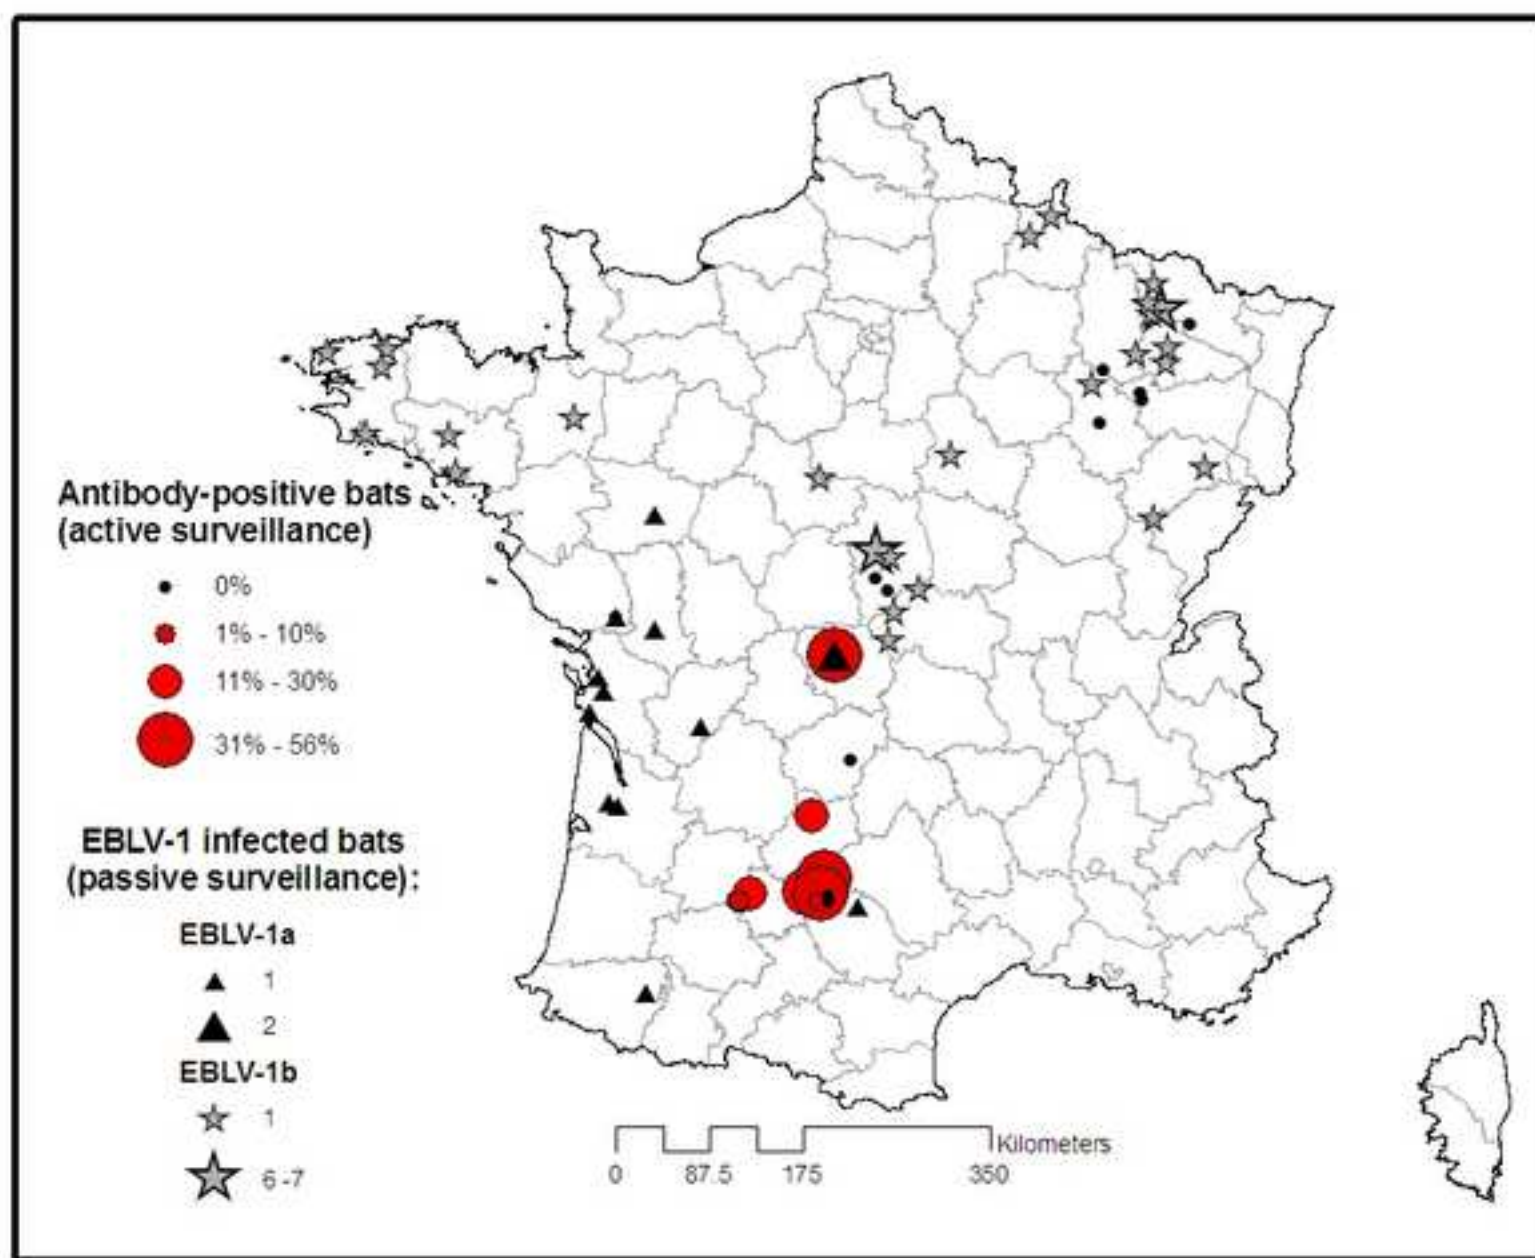 Antibody-positive bats
(active surveillance)
0%
1% - 10%
11% - 30%
31% - 56%
EBLV-1 infected bats
(passive surveillance):
EBLV-1a
1
2
EBLV-1b
1
6 -7
Kilometers
0 87.5 175 350